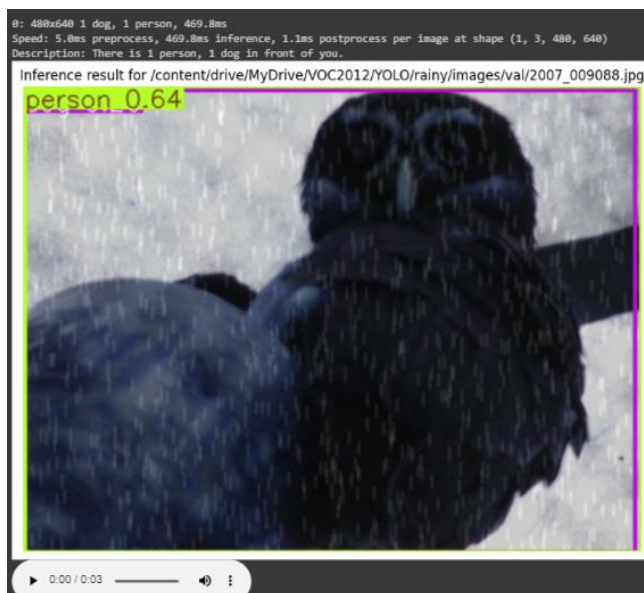 0: 480x640 1 dog, 1 person, 469.8ms
Speed: 5.0ms preprocess, 469.8ms inference, 1.1ms postprocess per image at shape (1, 3, 480, 640)
Description: There is 1 person, 1 dog in front of you.
Inference result for /content/drive/MyDrive/VOC2012/YOLO/rainy/images/val/2007_009088.jpg
person 0.64
0:00 / 0:03